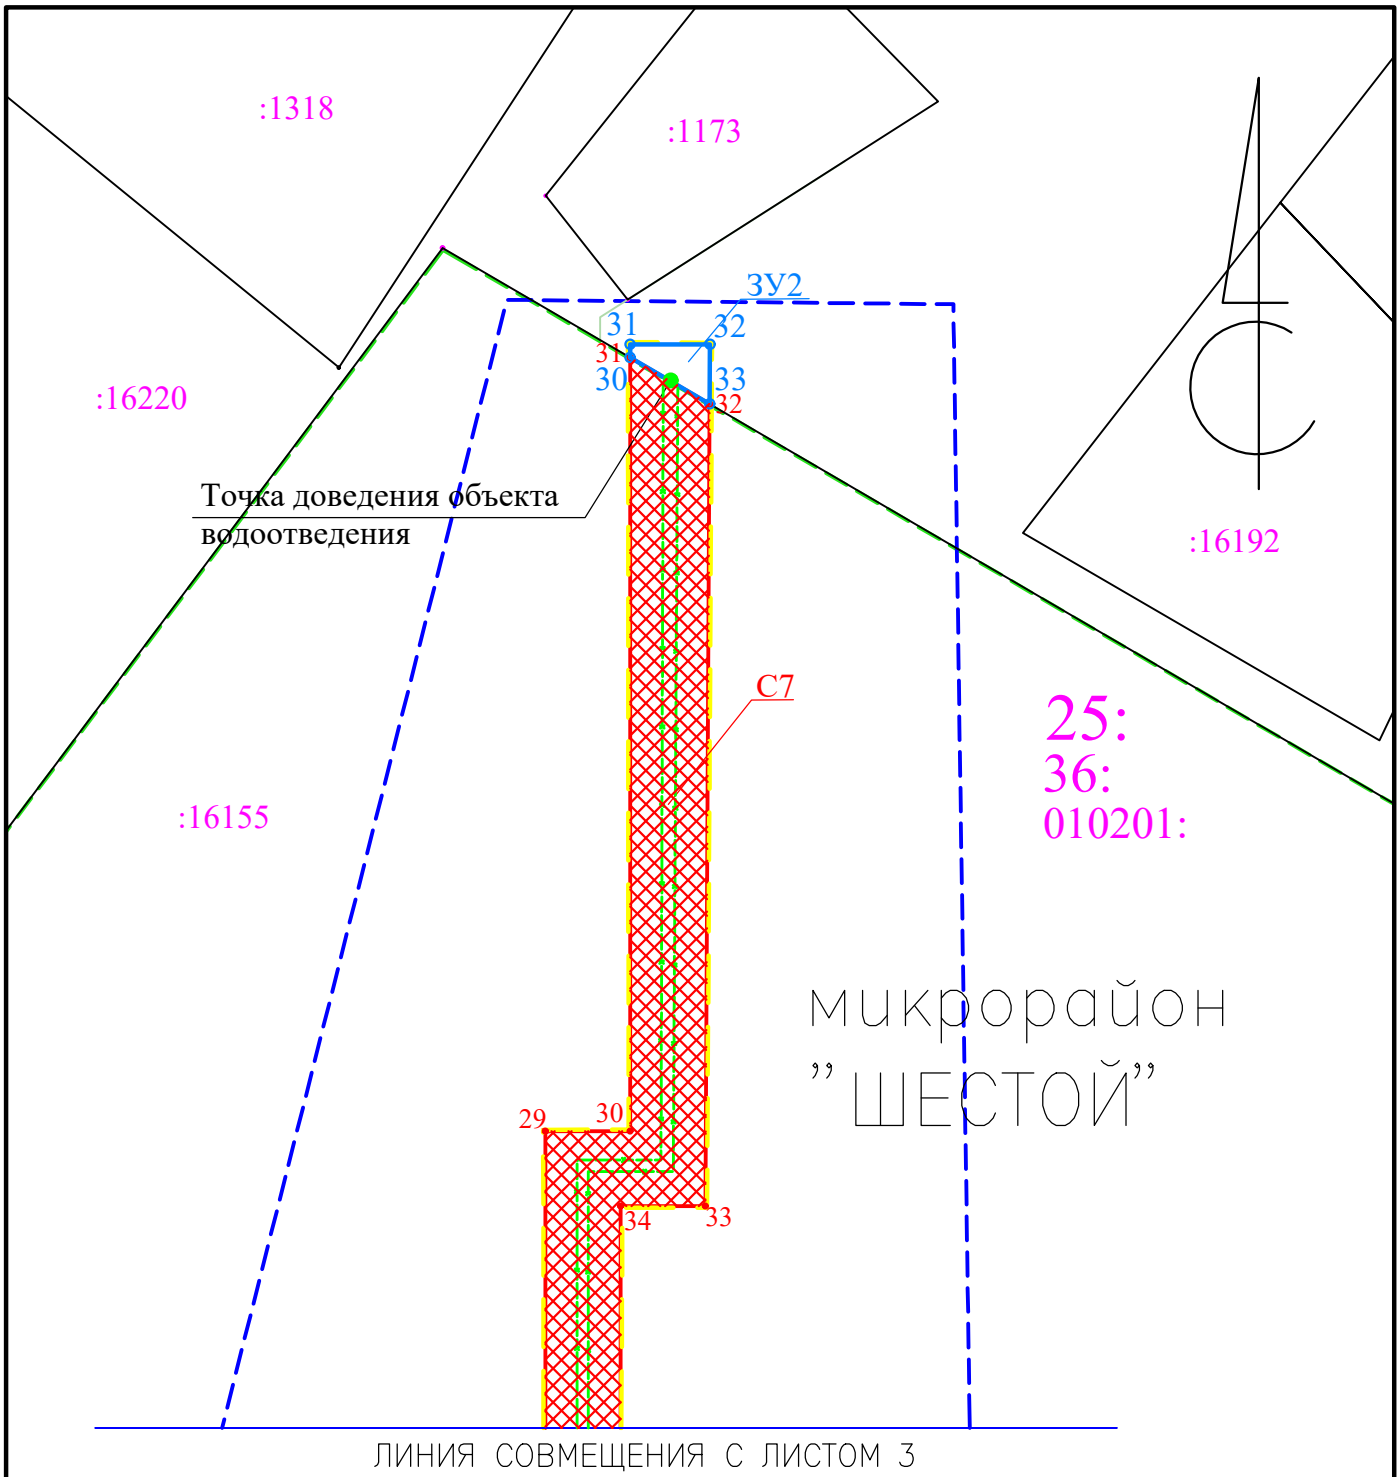 :1318
:1173
ЗУ2
31
32
31
30
33
32
:16220
Точка доведения объекта
водоотведения
:16192
С7
25:
36:
010201:
:16155
микрорайон
”ШЕСТОЙ”
29
30
34
33
ЛИНИЯ СОВМЕЩЕНИЯ С ЛИСТОМ 3
С